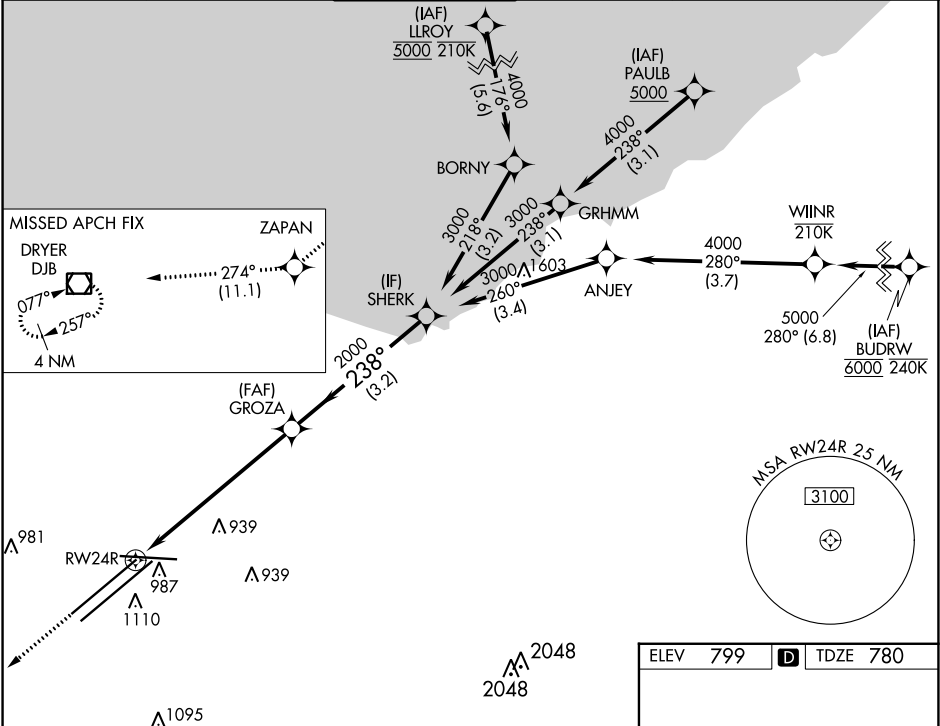 (IAF)
LLROY
5000 210K
4000
176°
(5.6)
(IAF)
PAULB
5000
4000
238°
(3.1)
BORNY
GRHMM
3000
218°
(3.2)
3000
238°
(3.1)
WIINR
210K
4000
280°
(3.7)
5000
280° (6.8)
(IAF)
BUDRW
6000 240K
1603
3000
260°
(3.4)
ANJEY
MISSED APCH FIX
DRYER
DJB
ZAPAN
274°
(11.1)
077°
257°
4 NM
(IF)
SHERK
2000
238°
(3.2)
(FAF)
GROZA
MSA RW24R 25 NM
3100
939
981
RW24R
987
939
1110
2048
2048
1095
ELEV 799 D TDZE 780